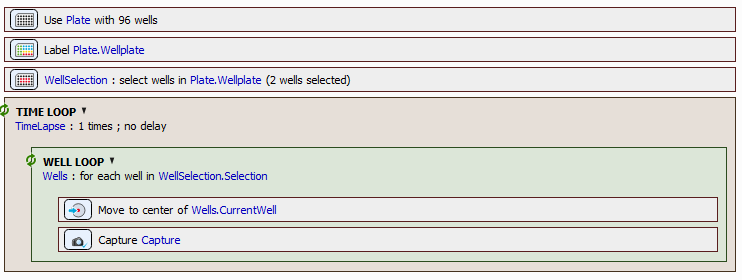 Use Plate with 96 wells
Label Plate.Wellplate
WellSelection : select wells in Plate.Wellplate (2 wells selected)
TIME LOOP
TimeLapse : 1 times ; no delay
WELL LOOP
Wells : for each well in WellSelection.Selection
Move to center of Wells.CurrentWell
Capture Capture